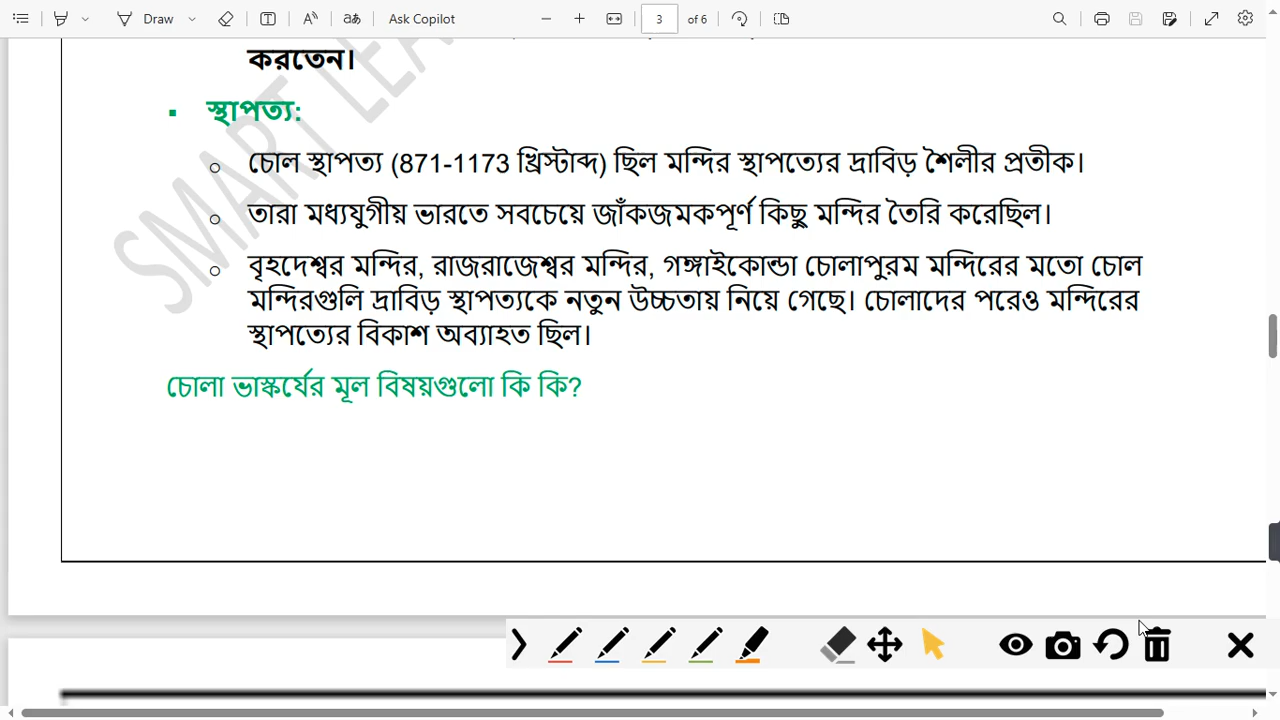 Draw
Ask Copilot
3 of 6
করতেন।
▪ স্থাপত্য:
o চোল স্থাপত্য (871-1173 খ্রিস্টাব্দ) ছিল মন্দির স্থাপত্যের দ্রাবিড় শৈলীর প্রতীক।
o তারা মধ্যযুগীয় ভারতে সবচেয়ে জাঁকজমকপূর্ণ কিছু মন্দির তৈরি করেছিল।
o বৃহদেশ্বর মন্দির, রাজরাজেশ্বর মন্দির, গঙ্গাইকোন্ডা চোলাপুরম মন্দিরের মতো চোল
মন্দিরগুলি দ্রাবিড় স্থাপত্যকে নতুন উচ্চতায় নিয়ে গেছে। চোলাদের পরেও মন্দিরের
স্থাপত্যের বিকাশ অব্যাহত ছিল।
চোলা ভাস্কর্যের মূল বিষয়গুলো কি কি?
SMART LEA